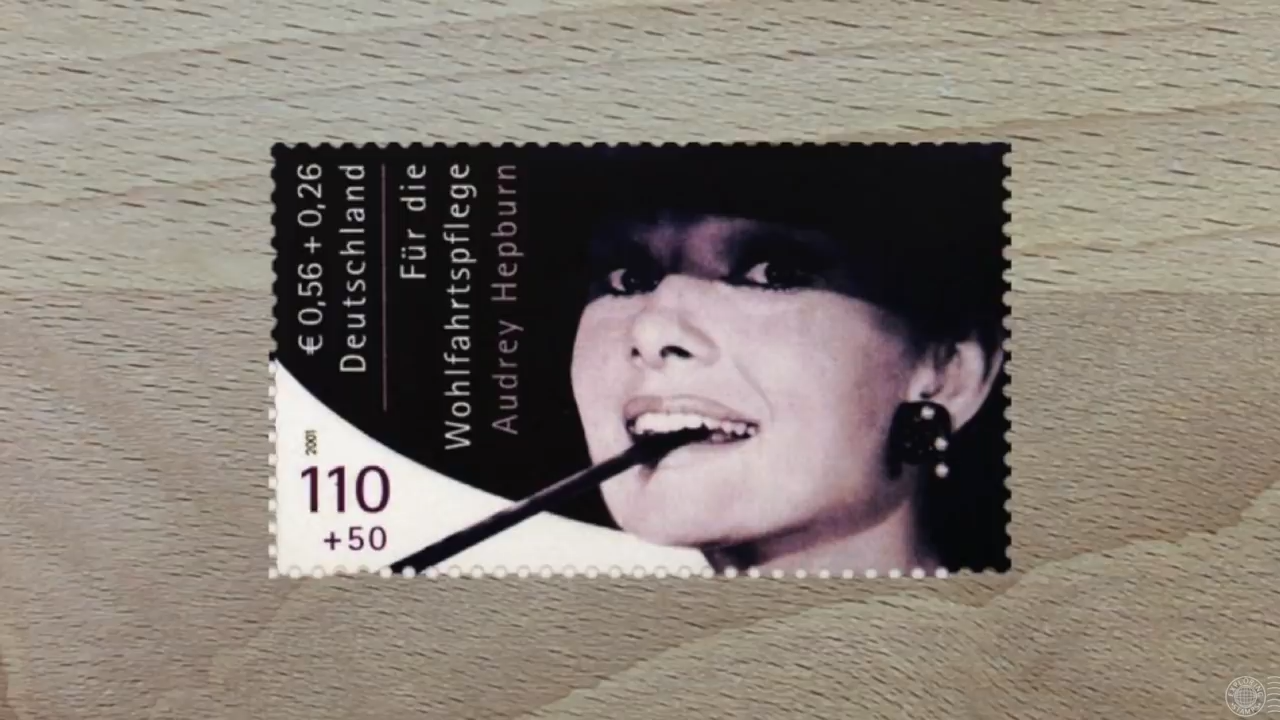 € 0,56 + 0,26
Deutschland
Für die
Wohlfahrtspflege
Audrey Hepburn
2001
110
+50